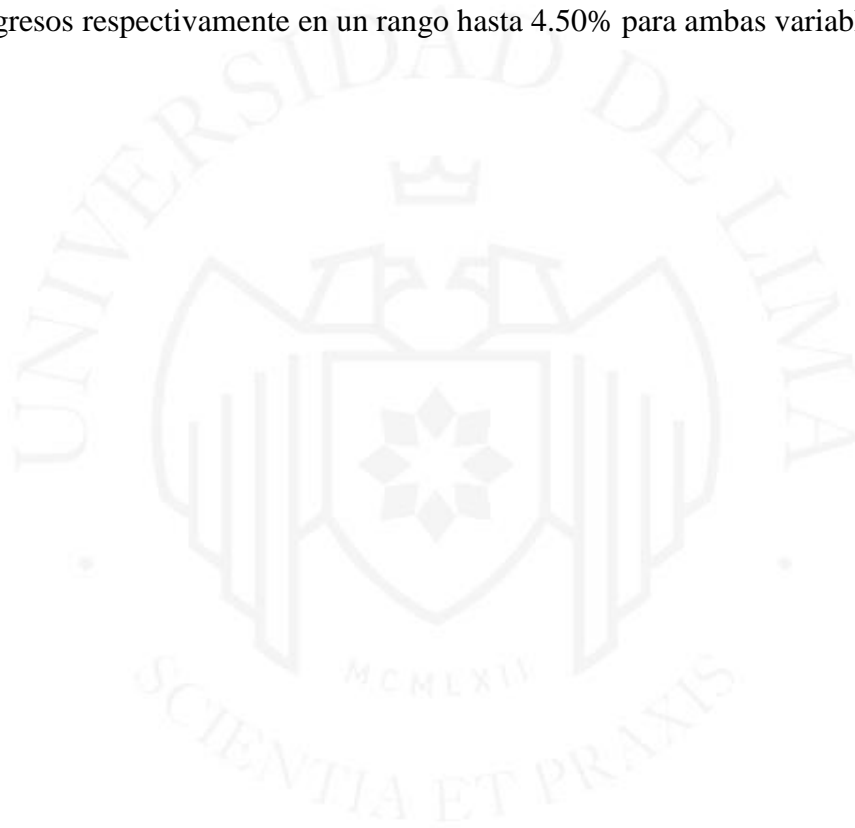 gresos respectivamente en un rango hasta 4.50% para ambas variab
UNIVERSIDAD DE LIMA
MCMLXII
SCIENTIA ET PRAXIS